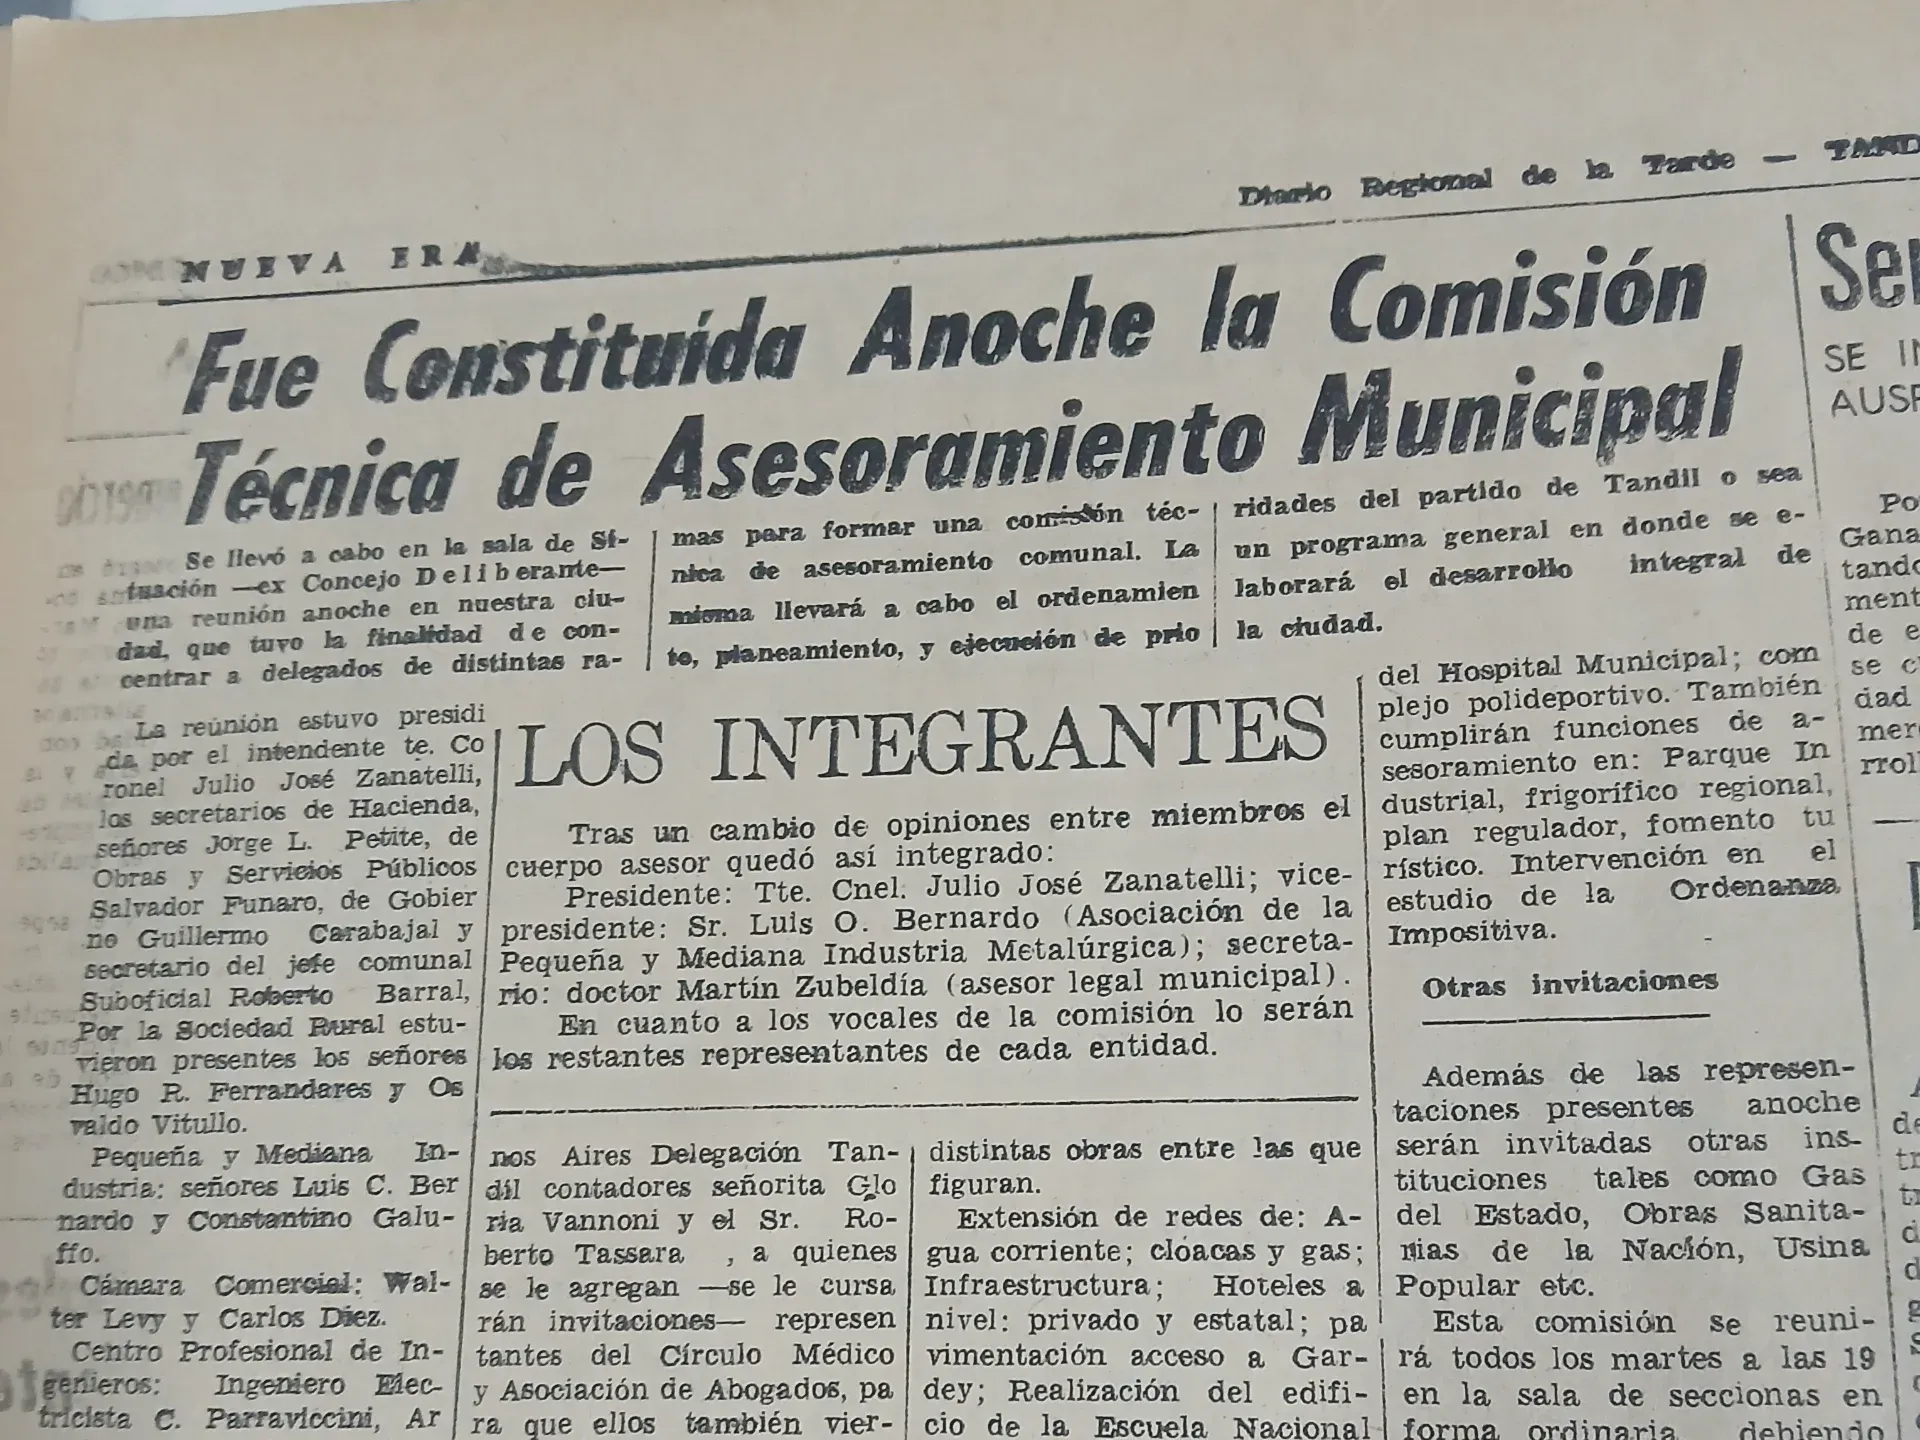 Diario Regional de la Tarde — TAND
NUEVA ERA
Fue Constituída Anoche la Comisión
Técnica de Asesoramiento Municipal
Se llevó a cabo en la sala de Si-
tuación —ex Concejo Deliberante—
una reunión anoche en nuestra ciu-
dad, que tuvo la finalidad de con-
centrar a delegados de distintas ra-
mas para formar una comisión téc-
nica de asesoramiento comunal. La
misma llevará a cabo el ordenamien
to, planeamiento, y ejecución de prio
ridades del partido de Tandil o sea
un programa general en donde se e-
laborará el desarrollo integral de
la ciudad.
La reunión estuvo presidi
da por el intendente te. Co
ronel Julio José Zanatelli,
los secretarios de Hacienda,
señores Jorge L. Petite, de
Obras y Servicios Públicos
Salvador Funaro, de Gobier
no Guillermo Carabajal y
secretario del jefe comunal
Suboficial Roberto Barral,
Por la Sociedad Rural estu-
vieron presentes los señores
Hugo R. Ferrandares y Os
valdo Vitullo.
Pequeña y Mediana In-
dustria: señores Luis C. Ber
nardo y Constantino Galu-
ffo.
Cámara Comercial: Wal-
ter Levy y Carlos Diez.
Centro Profesional de In-
genieros: Ingeniero Elec-
tricista C. Parraviccini, Ar
LOS INTEGRANTES
Tras un cambio de opiniones entre miembros el
cuerpo asesor quedó así integrado:
Presidente: Tte. Cnel. Julio José Zanatelli; vice-
presidente: Sr. Luis O. Bernardo (Asociación de la
Pequeña y Mediana Industria Metalúrgica); secreta-
rio: doctor Martín Zubeldía (asesor legal municipal).
En cuanto a los vocales de la comisión lo serán
los restantes representantes de cada entidad.
nos Aires Delegación Tan-
dil contadores señorita Glo
ria Vannoni y el Sr. Ro-
berto Tassara , a quienes
se le agregan —se le cursa
rán invitaciones— represen
tantes del Círculo Médico
y Asociación de Abogados, pa
ra que ellos también vier-
distintas obras entre las que
figuran.
Extensión de redes de: A-
gua corriente; cloacas y gas;
Infraestructura; Hoteles a
nivel: privado y estatal; pa
vimentación acceso a Gar-
dey; Realización del edifi-
cio de la Escuela Nacional
del Hospital Municipal; com
plejo polideportivo. También
cumplirán funciones de a-
sesoramiento en: Parque In
dustrial, frigorífico regional,
plan regulador, fomento tu
rístico. Intervención en el
estudio de la Ordenanza
Impositiva.
Otras invitaciones
Además de las represen-
taciones presentes anoche
serán invitadas otras ins-
tituciones tales como Gas
del Estado, Obras Sanita-
rias de la Nación, Usina
Popular etc.
Esta comisión se reuni-
rá todos los martes a las 19
en la sala de secciones en
forma ordinaria debiendo
Ser
SE IN
AUSP
Po
Gana
tando
ment
de e
se c
dad
mer
rroll